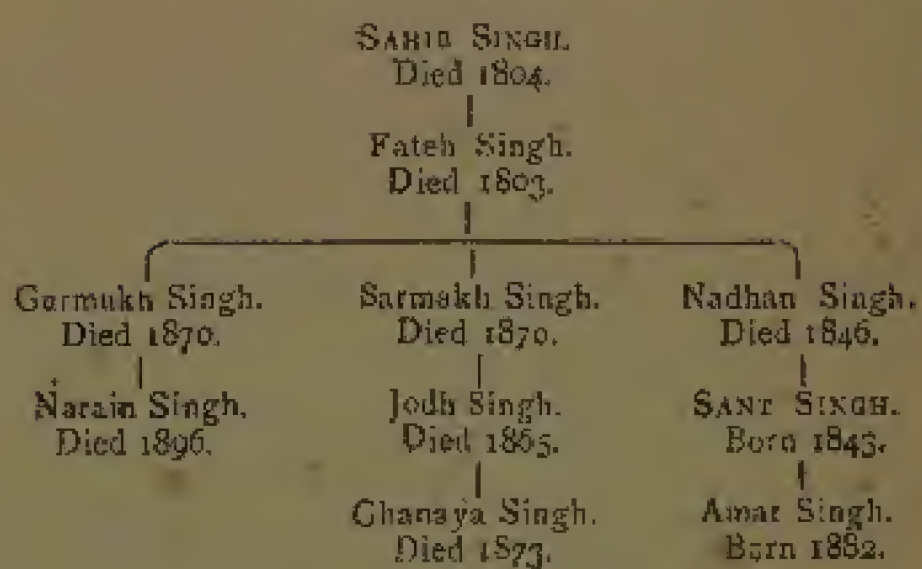 SAHIB SINGH.
Died 1804.
Fateh Singh.
Died 1803.
Gurmukh Singh.
Died 1870.
Sarmukh Singh.
Died 1870.
Nadhan Singh.
Died 1846.
Narain Singh.
Died 1896.
Jodh Singh.
Died 1865.
SANT SINGH.
Born 1843.
Ghanaya Singh.
Died 1873.
Amar Singh.
Born 1882.